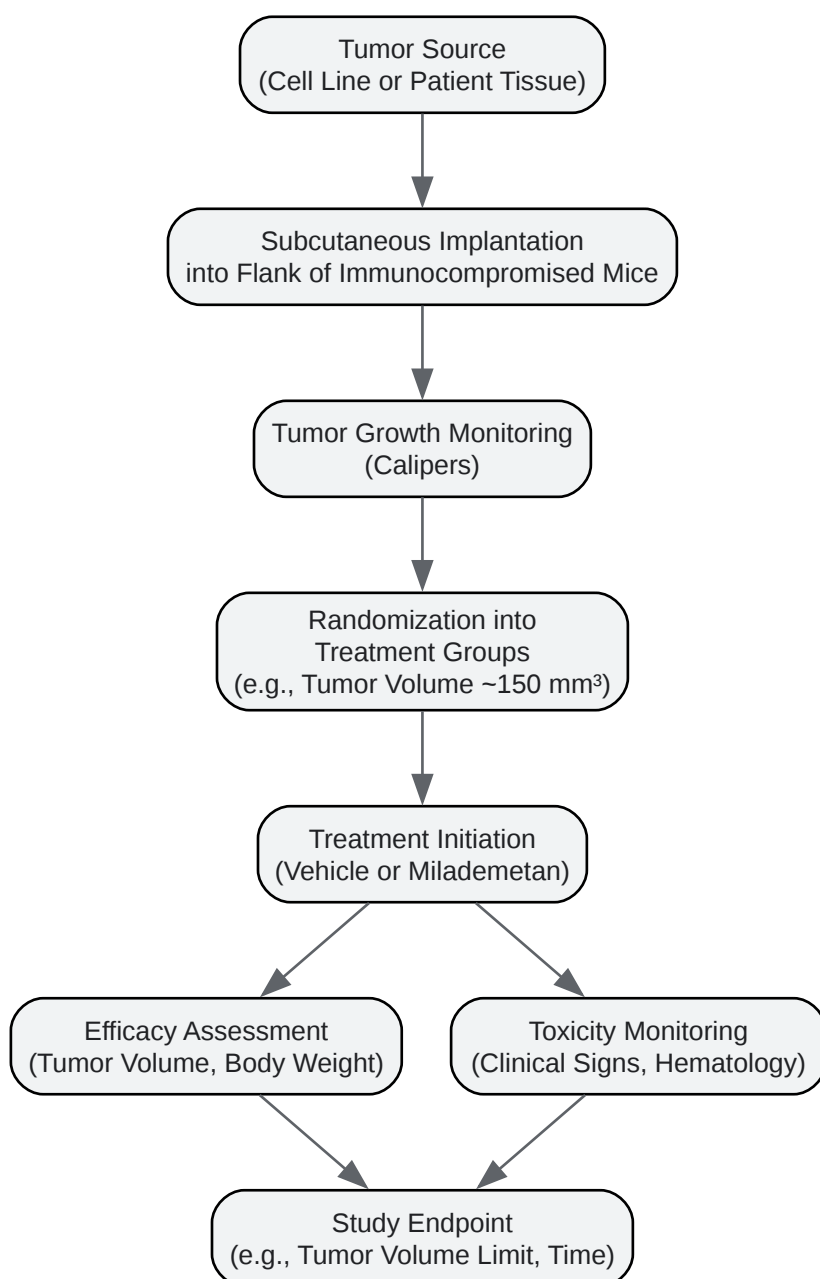 Tumor Source
(Cell Line or Patient Tissue)
Subcutaneous Implantation
into Flank of Immunocompromised Mice
Tumor Growth Monitoring
(Calipers)
Randomization into
Treatment Groups
(e.g., Tumor Volume ~150 mm³)
Treatment Initiation
(Vehicle or Milademetan)
Efficacy Assessment
(Tumor Volume, Body Weight)
Toxicity Monitoring
(Clinical Signs, Hematology)
Study Endpoint
(e.g., Tumor Volume Limit, Time)